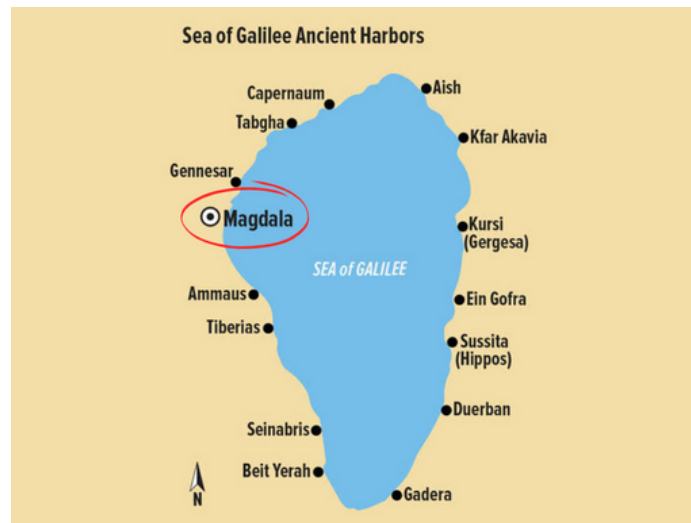 Sea of Galilee Ancient Harbors
Capernaum
Aish
Tabgha
Kfar Akavia
Gennesar
Magdala
Kursi
(Gergesa)
SEA of GALILEE
Ammaus
Ein Gofra
Tiberias
Sussita
(Hippos)
Duerban
Seinabris
Beit Yerah
Gadera
N